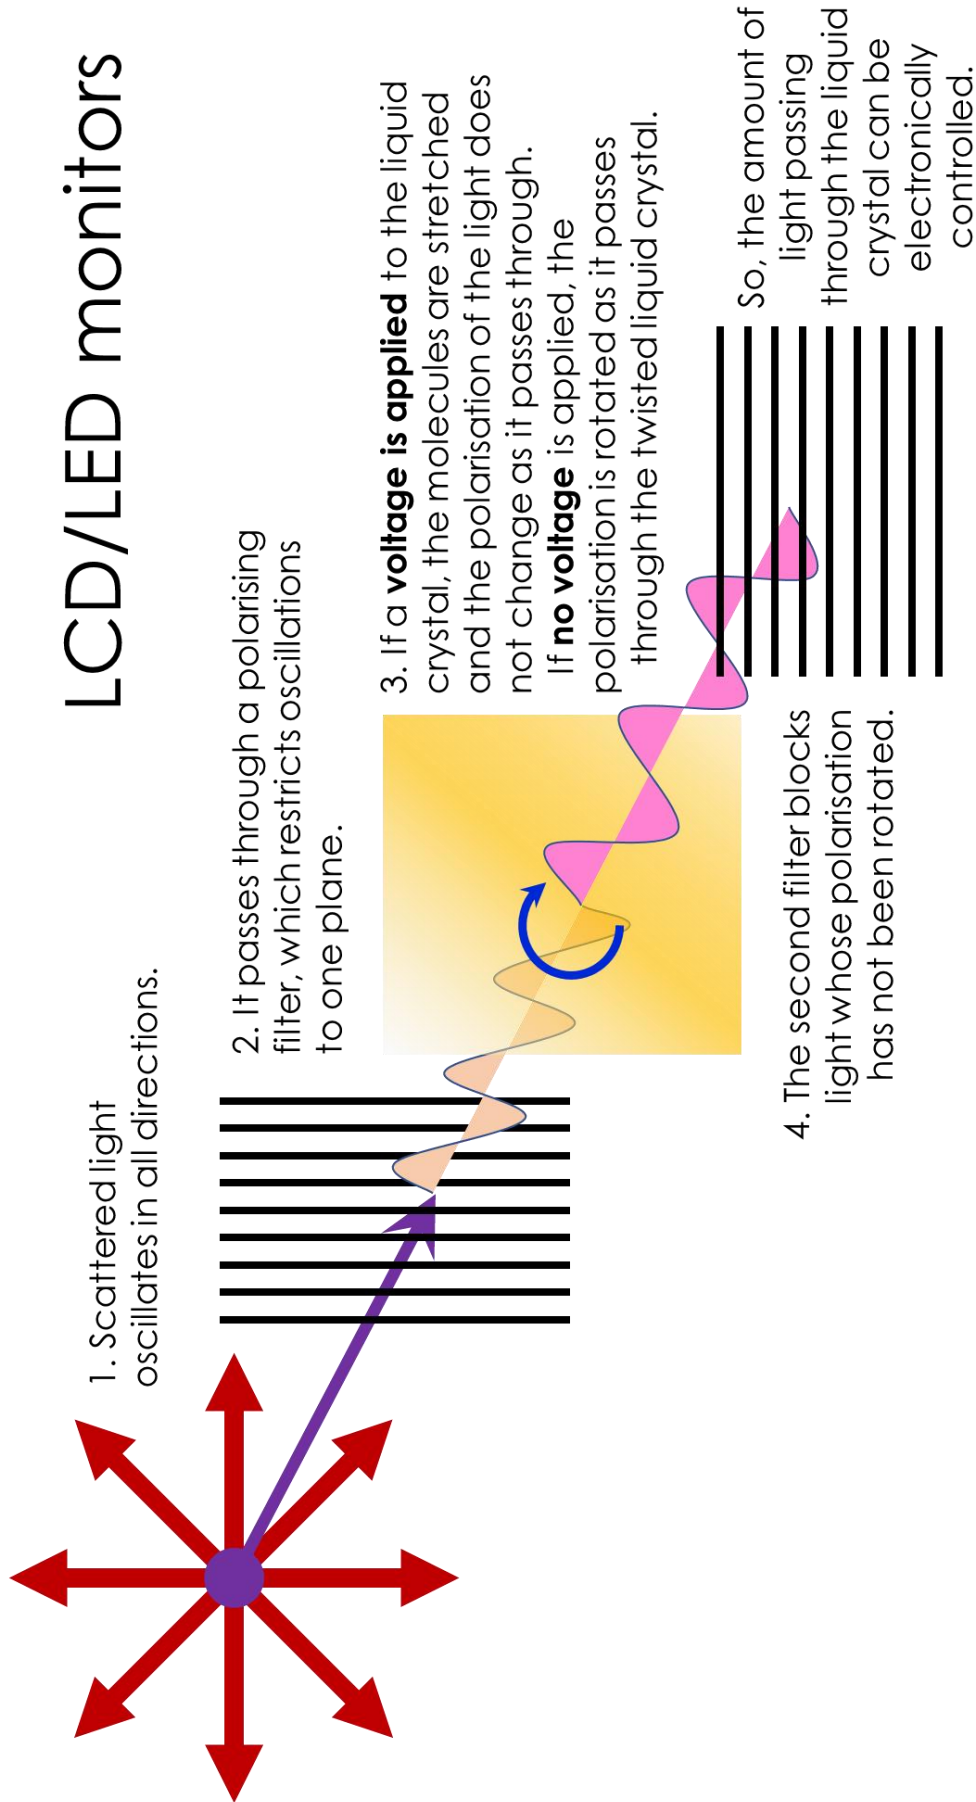 LCD/LED monitors
1. Scattered light
oscillates in all directions.
2. It passes through a polarising
filter, which restricts oscillations
to one plane.
3. If a voltage is applied to the liquid
crystal, the molecules are stretched
and the polarisation of the light does
not change as it passes through.
If no voltage is applied, the
polarisation is rotated as it passes
through the twisted liquid crystal.
4. The second filter blocks
light whose polarisation
has not been rotated.
So, the amount of
light passing
through the liquid
crystal can be
electronically
controlled.